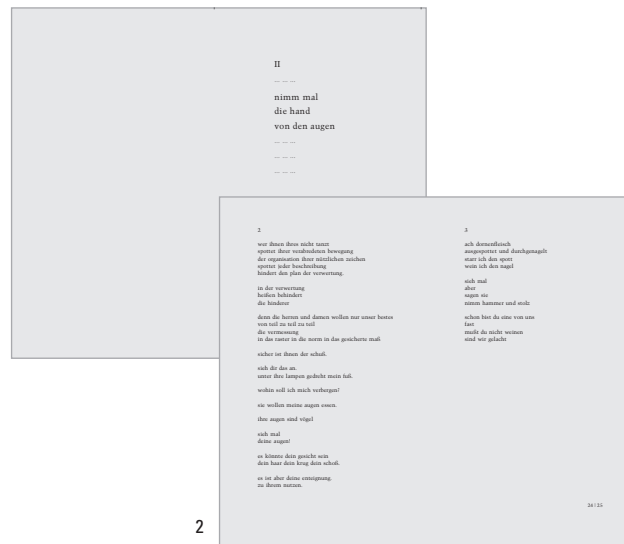 II
— — —
nimm mal
die hand
von den augen
— — —
— — —
— — —
2
wer ihnen ihres nicht tanzt
spottet ihrer verabredeten bewegung
der organisation ihrer nützlichen zeichen
spottet jeder beschreibung
hindert den plan der verwertung.
in der verwertung
heißen behindert
die hinderer
denn die herren und damen wollen nur unser bestes
von teil zu teil zu teil
die vermessung
in das raster in die norm in das gesicherte maß
sicher ist ihnen der schuß.
sieh dir das an.
unter ihre lampen gedreht mein fuß.
wohin soll ich mich verbergen?
sie wollen meine augen essen.
ihre augen sind vögel
sieh mal
deine augen!
es könnte dein gesicht sein
dein haar dein krug dein schoß.
es ist aber deine enteignung.
zu ihrem nutzen.
3
ach dornenfleisch
ausgespottet und durchgenagelt
starr ich den spott
wein ich den nagel
sieh mal
aber
sagen sie
nimm hammer und stolz
schon bist du eine von uns
fast
mußt du nicht weinen
sind wir gelacht
24 | 25
2